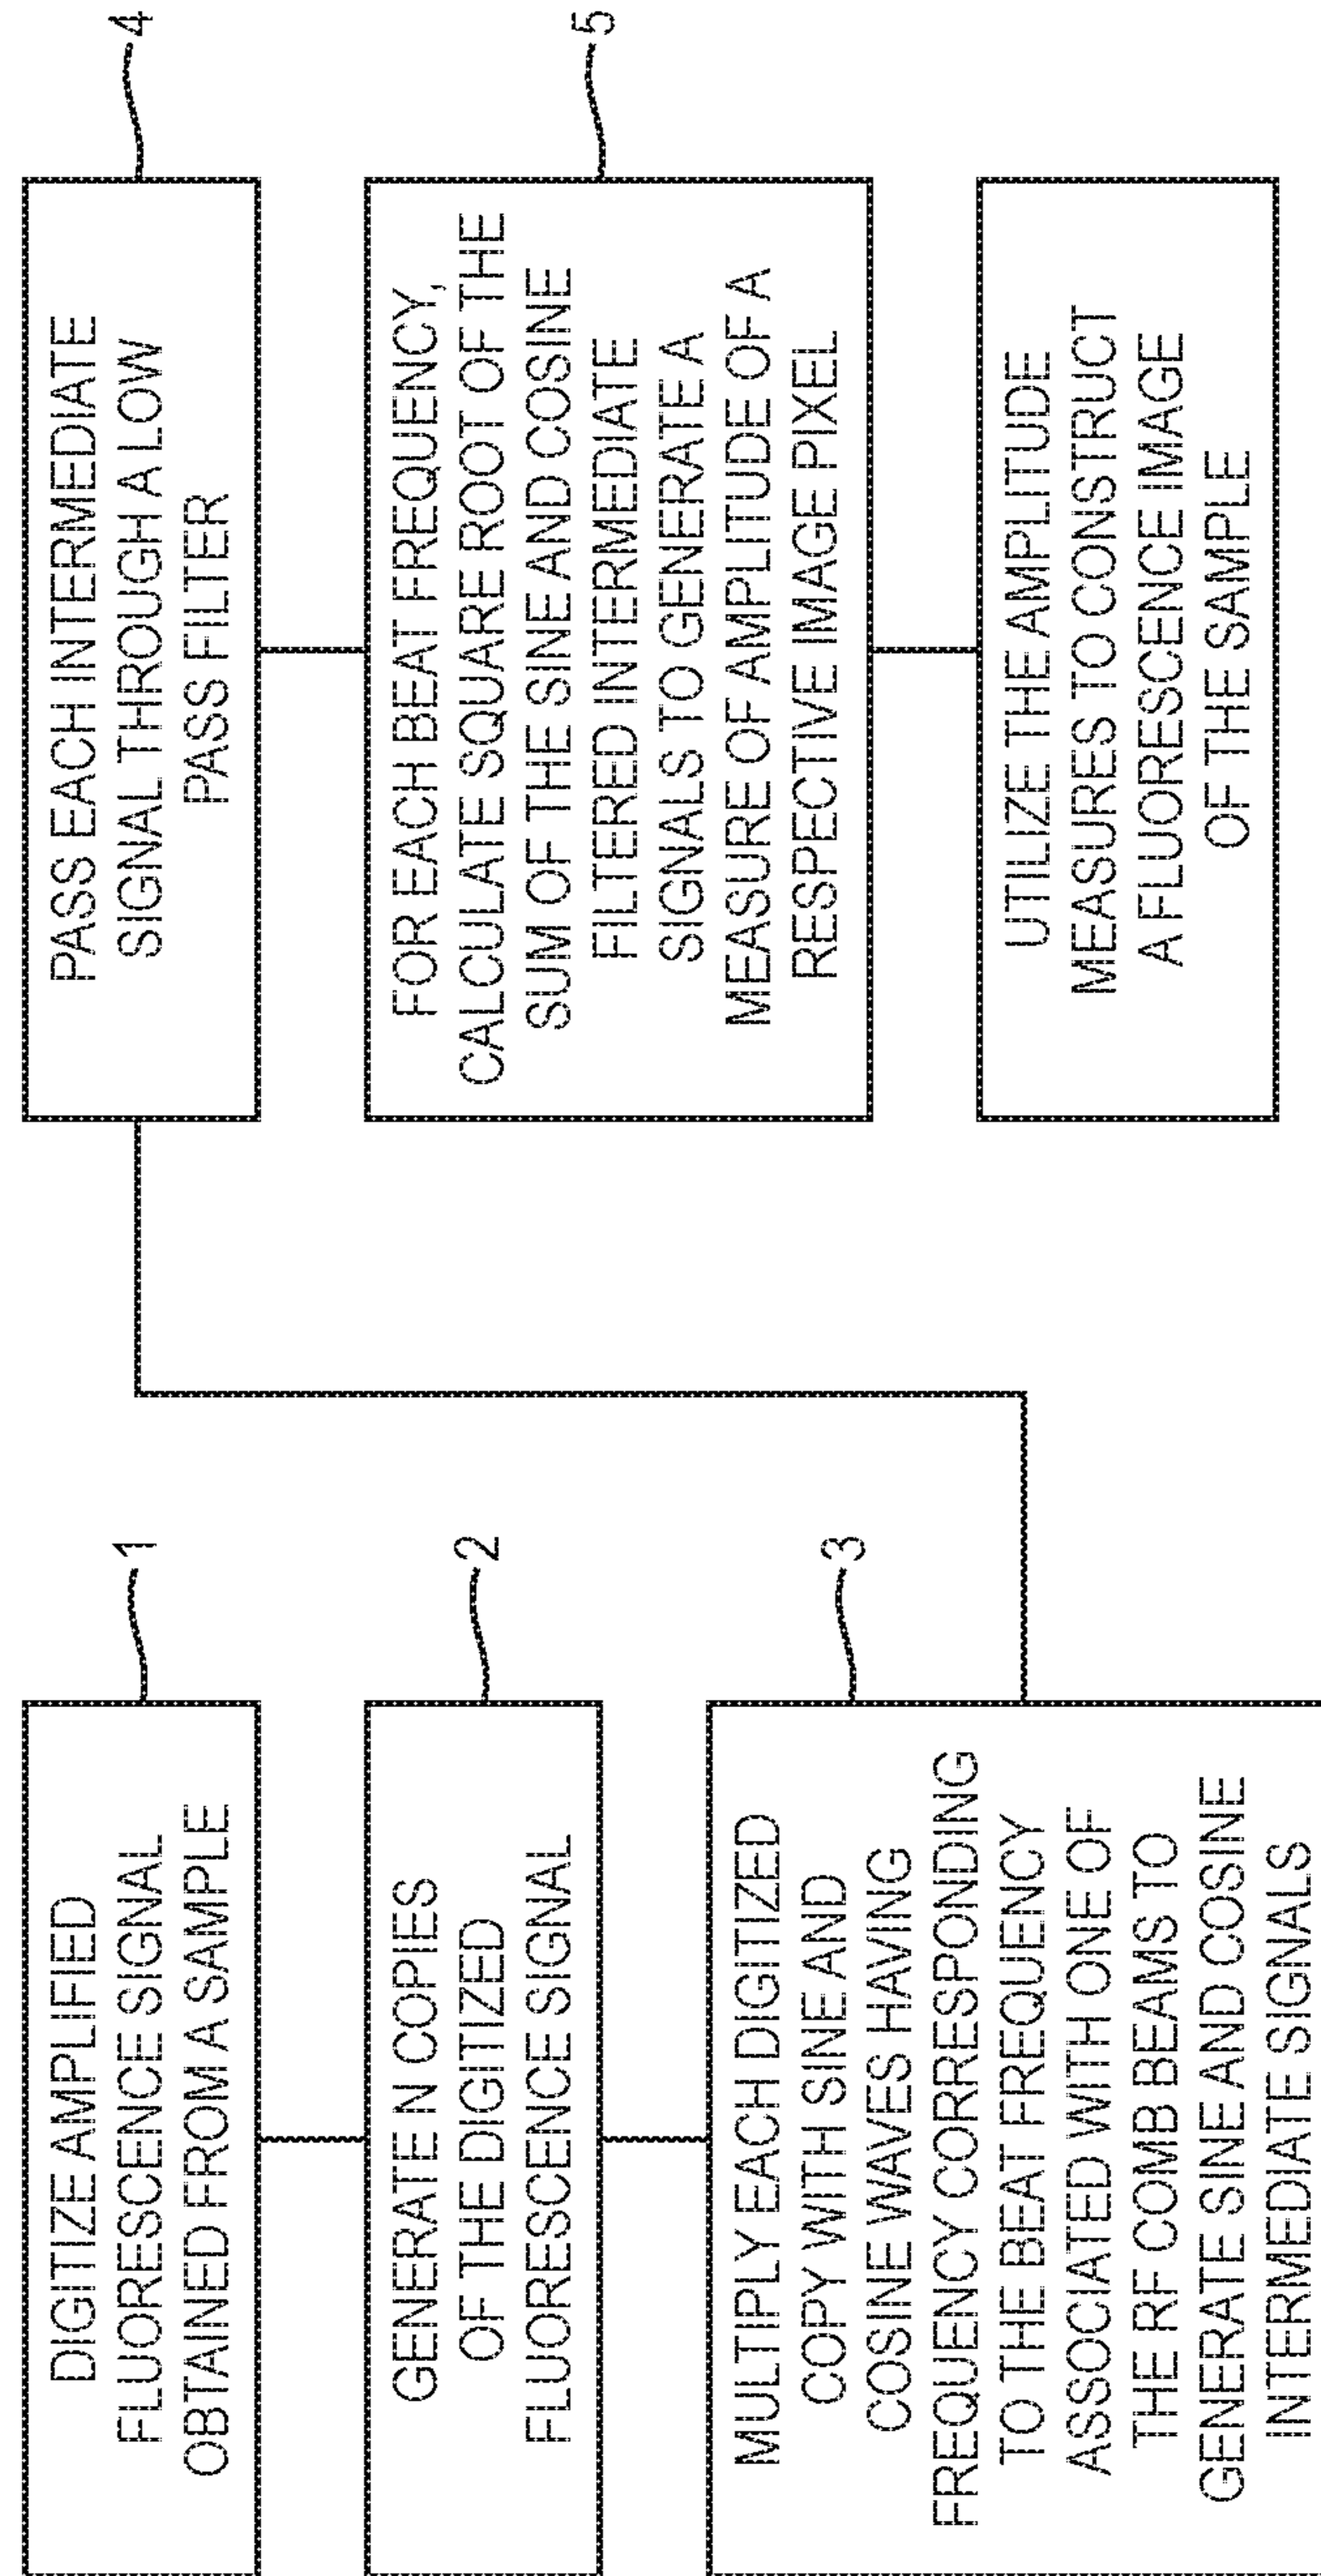 DIGITIZE AMPLIFIED
FLUORESCENCE SIGNAL
OBTAINED FROM A SAMPLE
1
GENERATE N COPIES
OF THE DIGITIZED
FLUORESCENCE SIGNAL
2
MULTIPLY EACH DIGITIZED
COPY WITH SINE AND
COSINE WAVES HAVING
FREQUENCY CORRESPONDING
TO THE BEAT FREQUENCY
ASSOCIATED WITH ONE OF
THE RF COMB BEAMS TO
GENERATE SINE AND COSINE
INTERMEDIATE SIGNALS
3
PASS EACH INTERMEDIATE
SIGNAL THROUGH A LOW
PASS FILTER
4
FOR EACH BEAT FREQUENCY,
CALCULATE SQUARE ROOT OF THE
SUM OF THE SINE AND COSINE
FILTERED INTERMEDIATE
SIGNALS TO GENERATE A
MEASURE OF AMPLITUDE OF A
RESPECTIVE IMAGE PIXEL
5
UTILIZE THE AMPLITUDE
MEASURES TO CONSTRUCT
A FLUORESCENCE IMAGE
OF THE SAMPLE